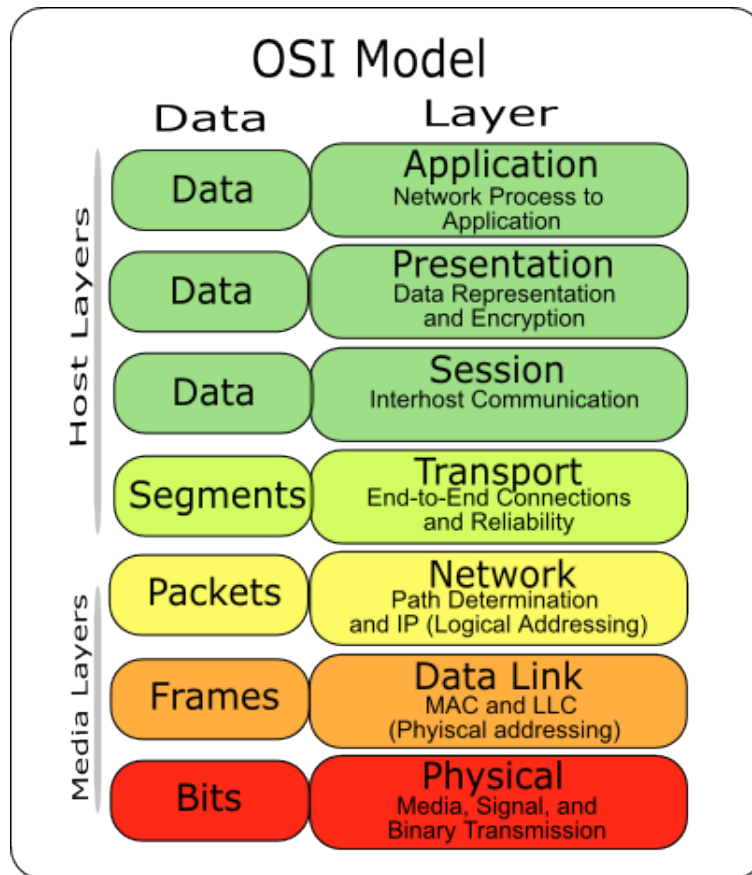 OSI Model
Data
Layer
Host Layers
Data
Application
Network Process to
Application
Data
Presentation
Data Representation
and Encryption
Data
Session
Interhost Communication
Segments
Transport
End-to-End Connections
and Reliability
Media Layers
Packets
Network
Path Determination
and IP (Logical Addressing)
Frames
Data Link
MAC and LLC
(Phyiscal addressing)
Bits
Physical
Media, Signal, and
Binary Transmission